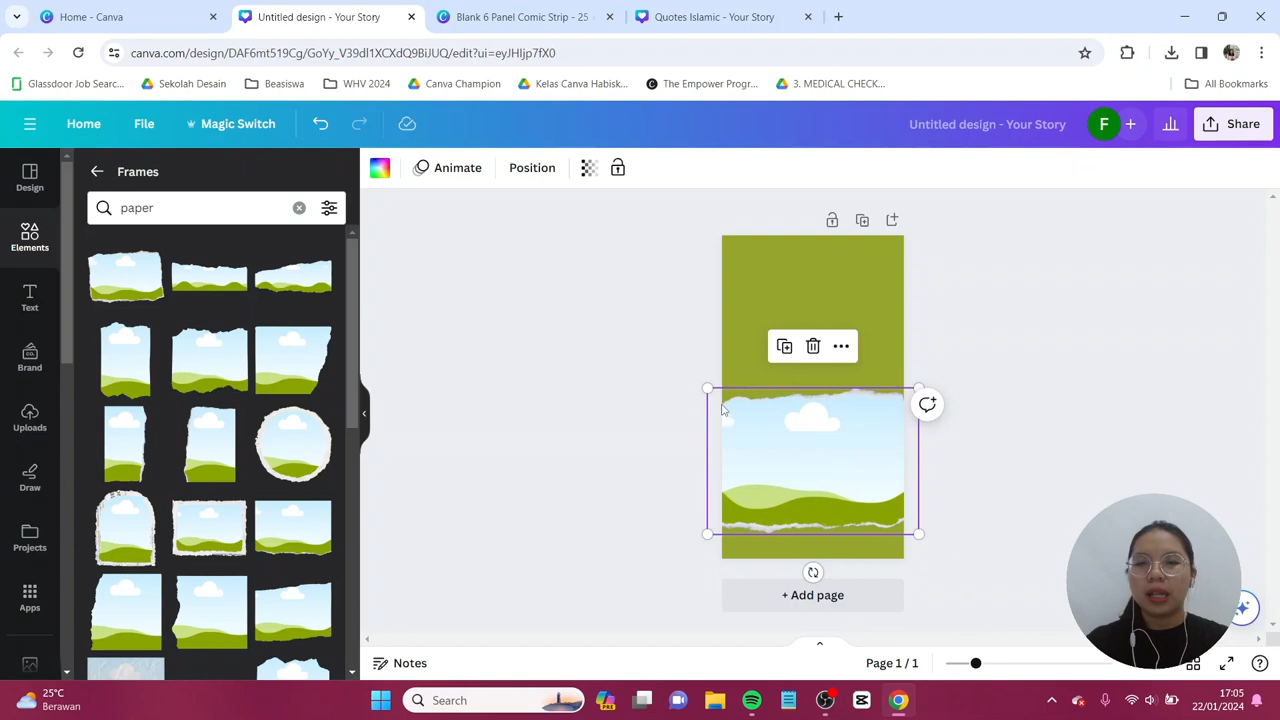 Home - Canva
Untitled design - Your Story
Blank 6 Panel Comic Strip - 25
Quotes Islamic - Your Story
canva.com/design/DAF6mt519Cg/GoYy_V39dl1XCXdQ9BiJUQ/edit?ui=eyJHIjp7fX0
Glassdoor Job Searc...
Sekolah Desain
Beasiswa
WHV 2024
Canva Champion
Kelas Canva Habisk...
The Empower Progr...
3. MEDICAL CHECK...
All Bookmarks
Home
File
Magic Switch
Untitled design - Your Story
F
Share
Design
Elements
Text
Brand
Uploads
Draw
Projects
Apps
Frames
paper
Animate
Position
+ Add page
Notes
Page 1 / 1
25°C
Berawan
Search
PRE
17:05
22/01/2024